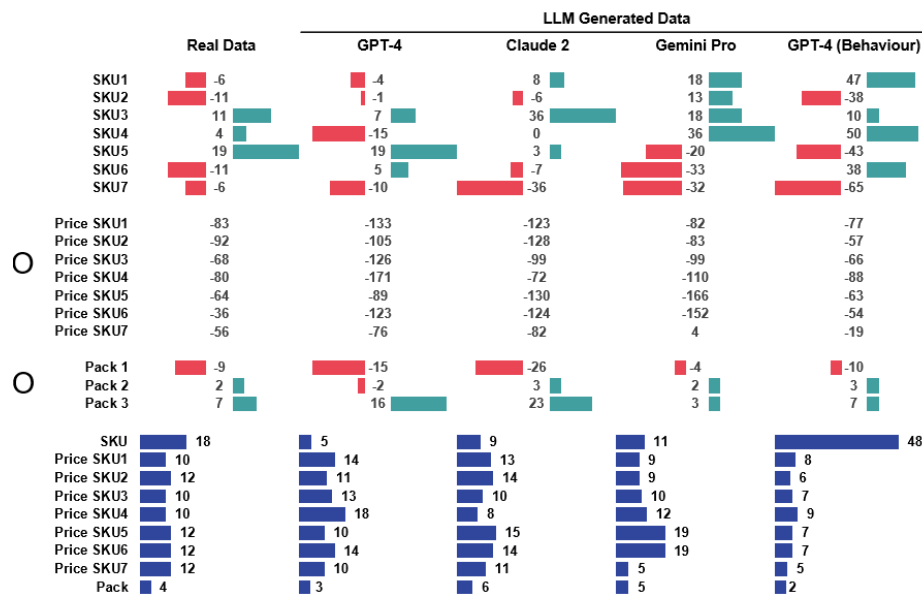 LLM Generated Data
Real Data GPT-4 Claude 2 Gemini Pro GPT-4 (Behaviour)
SKU1 -6 -4 8 18 47
SKU2 -11 -1 -6 13 -38
SKU3 11 7 36 18 10
SKU4 4 -15 0 36 50
SKU5 19 19 3 -20 -43
SKU6 -11 5 -7 -33 38
SKU7 -6 -10 -36 -32 -65
Price SKU1 -83 -133 -123 -82 -77
Price SKU2 -92 -105 -128 -83 -57
O
Price SKU3 -68 -126 -99 -99 -66
Price SKU4 -80 -171 -72 -110 -88
Price SKU5 -64 -89 -130 -166 -63
Price SKU6 -36 -123 -124 -152 -54
Price SKU7 -56 -76 -82 4 -19
Pack 1 -9 -15 -26 -4 -10
O
Pack 2 2 -2 3 2 3
Pack 3 7 16 23 3 7
SKU 18 5 9 11 48
Price SKU1 10 14 13 9 8
Price SKU2 12 11 14 9 6
Price SKU3 10 13 10 10 7
Price SKU4 10 18 8 12 9
Price SKU5 12 10 15 19 7
Price SKU6 12 14 14 19 7
Price SKU7 12 10 11 5 5
Pack 4 3 6 5 2